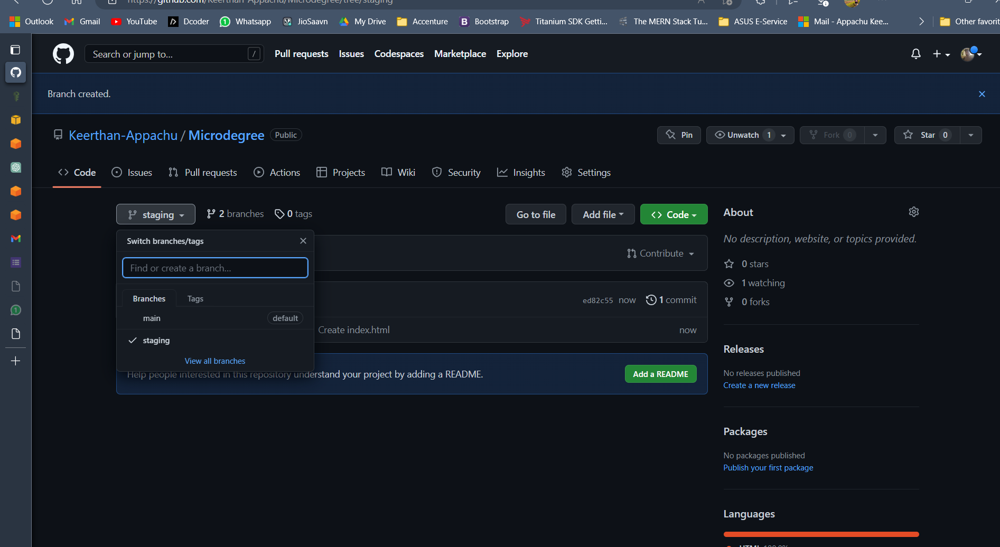 https://github.com/Keerthan-Appachu/Microdegree/tree/staging
Outlook Gmail YouTube Dcoder Whatsapp JioSaavn My Drive Accenture Bootstrap Titanium SDK Getti... The MERN Stack Tu... ASUS E-Service Mail - Appachu Kee... Other favorit
Search or jump to... / Pull requests Issues Codespaces Marketplace Explore
Branch created.
Keerthan-Appachu / Microdegree Public Pin Unwatch 1 Fork 0 Star 0
Code Issues Pull requests Actions Projects Wiki Security Insights Settings
staging 2 branches 0 tags Go to file Add file Code
Switch branches/tags
Find or create a branch...
Branches Tags
main default
staging
View all branches
Contribute
ed82c55 now 1 commit
Create index.html now
Help people interested in this repository understand your project by adding a README. Add a README
About
No description, website, or topics provided.
0 stars
1 watching
0 forks
Releases
No releases published
Create a new release
Packages
No packages published
Publish your first package
Languages
HTML 100.0%